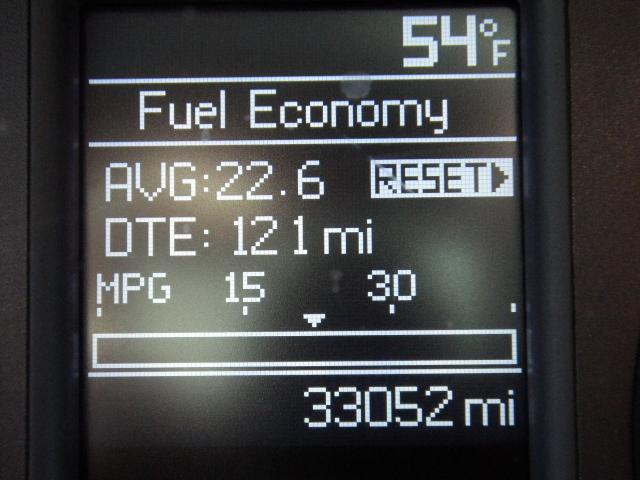 54°F
Fuel Economy
AVG:22.6 RESET
DTE: 121 mi
MPG 15 30
33052 mi